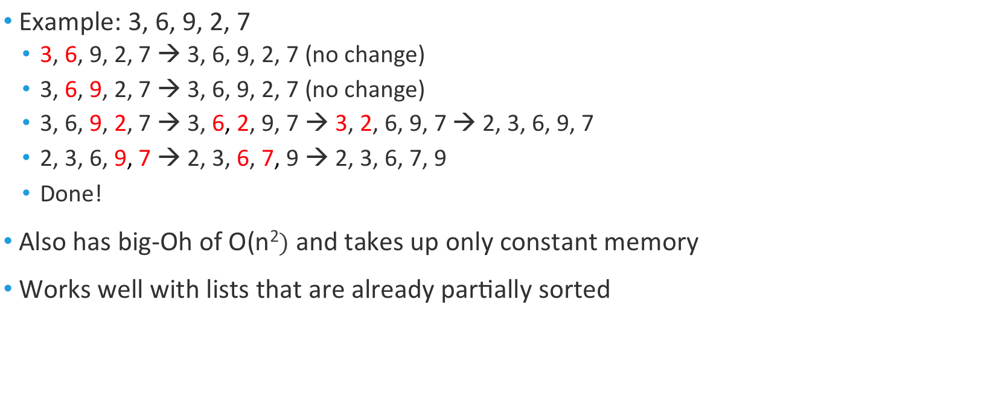 • Example: 3, 6, 9, 2, 7
• 3, 6, 9, 2, 7 → 3, 6, 9, 2, 7 (no change)
• 3, 6, 9, 2, 7 → 3, 6, 9, 2, 7 (no change)
• 3, 6, 9, 2, 7 → 3, 6, 2, 9, 7 → 3, 2, 6, 9, 7 → 2, 3, 6, 9, 7
• 2, 3, 6, 9, 7 → 2, 3, 6, 7, 9 → 2, 3, 6, 7, 9
• Done!
• Also has big-Oh of O(n²) and takes up only constant memory
• Works well with lists that are already partially sorted